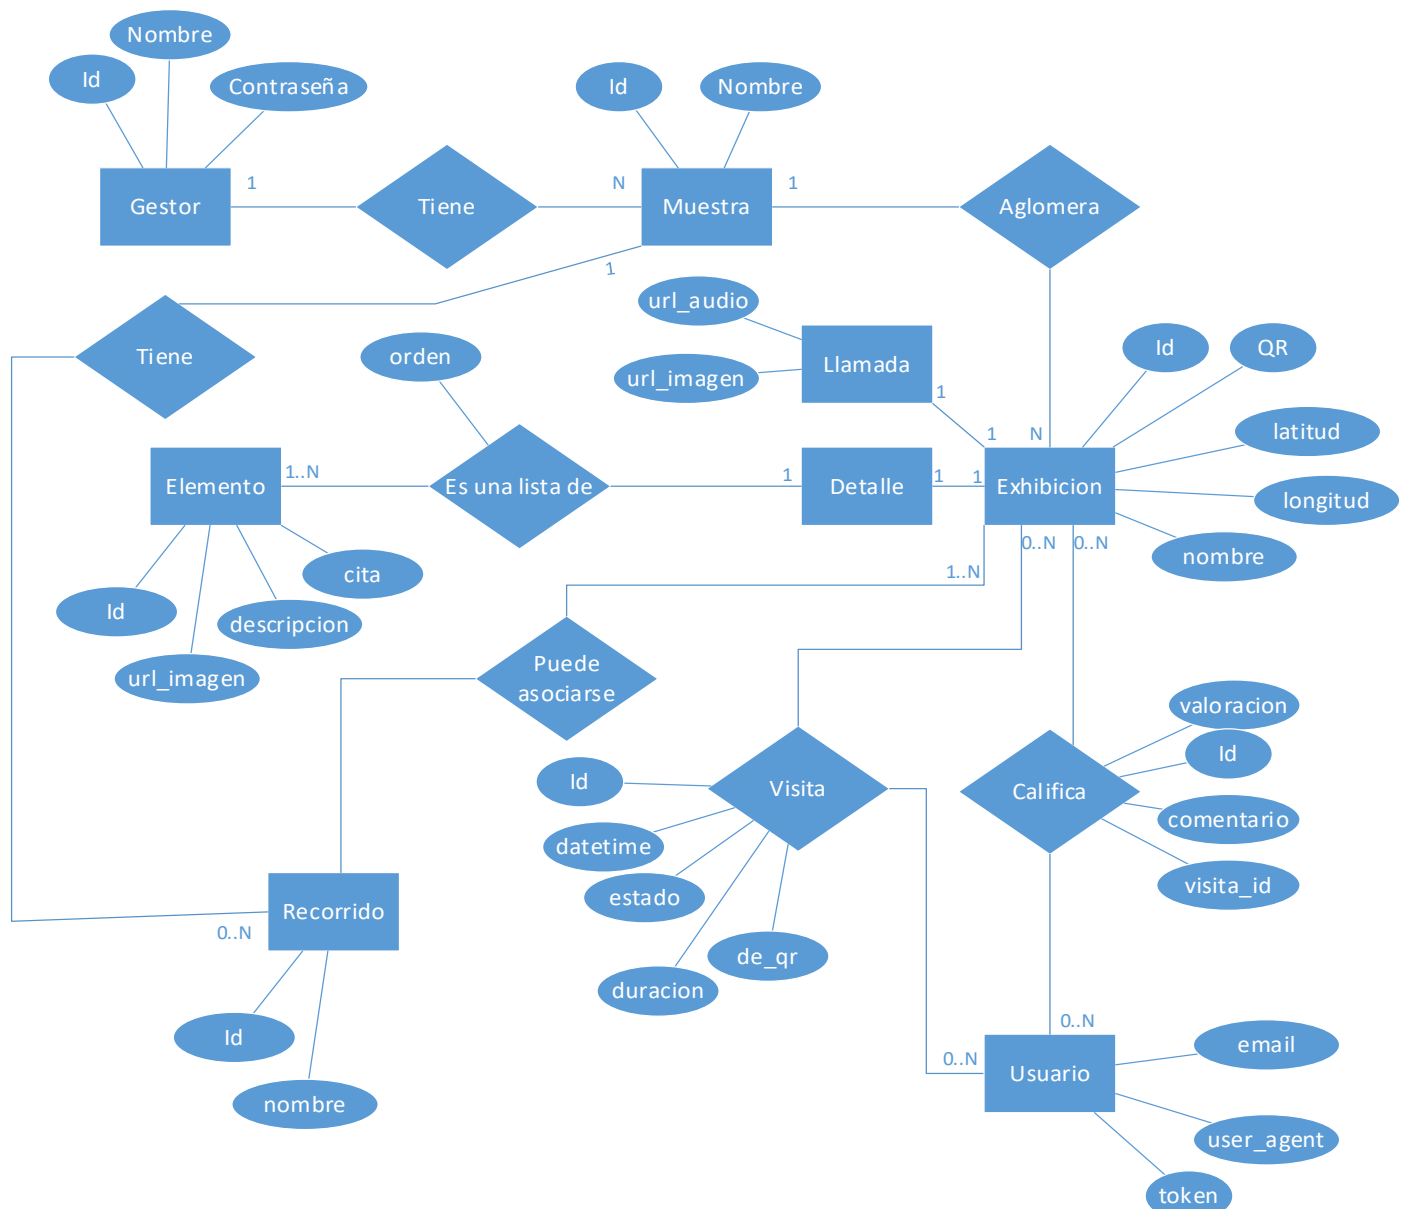 Nombre
Id
Contraseña
Id
Nombre
1
N
1
Gestor
Tiene
Muestra
Aglomera
1
url_audio
Tiene
orden
Llamada
Id
QR
url_imagen
1
1
N
latitud
1..N
Elemento
Es una lista de
1
Detalle
1
1
Exhibicion
longitud
0..N
0..N
nombre
cita
1..N
Id
descripcion
url_imagen
Puede
asociarse
valoracion
Id
Id
Visita
Califica
comentario
datetime
estado
visita_id
Recorrido
0..N
de_qr
duracion
Id
0..N
nombre
0..N
Usuario
email
user_agent
token